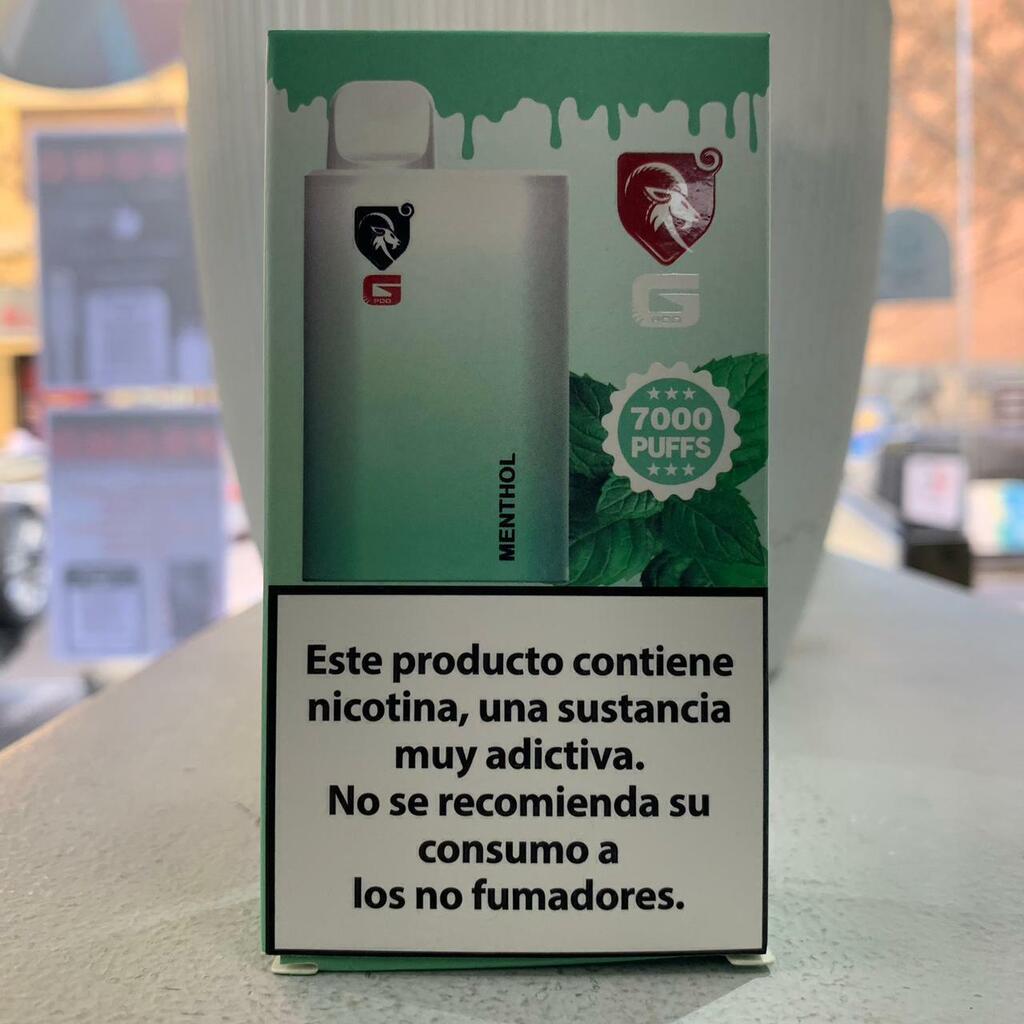 G
POD
G
POD
7000
PUFFS
MENTHOL
Este producto contiene
nicotina, una sustancia
muy adictiva.
No se recomienda su
consumo a
los no fumadores.